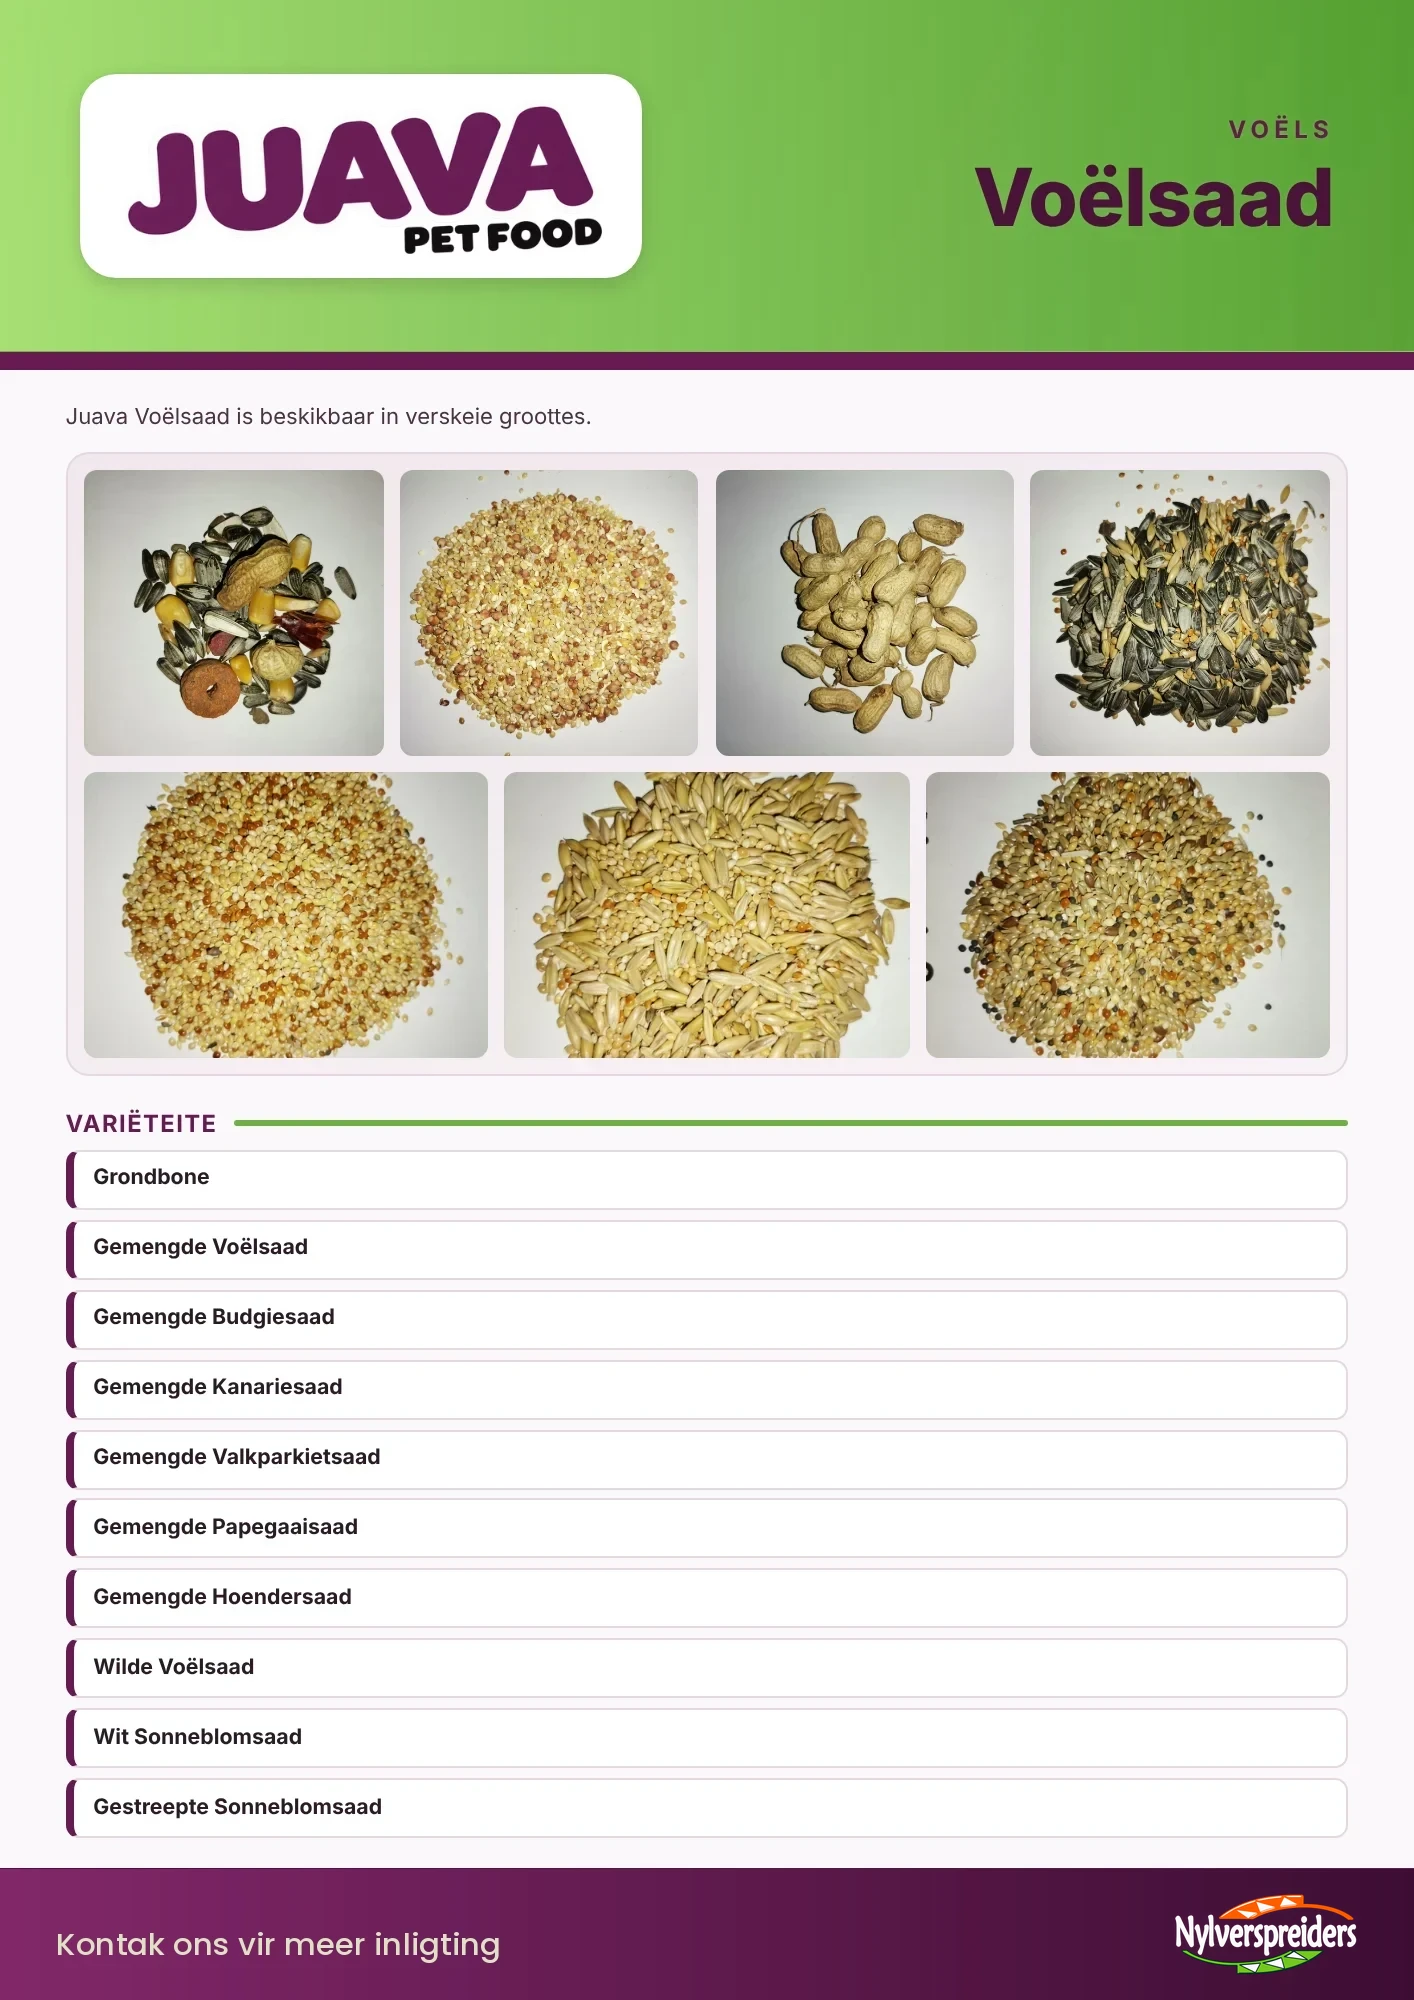 JUAVA
PET FOOD
VOËLS
Voëlsaad
Juava Voëlsaad is beskikbaar in verskeie groottes.
VARIËTEITE
Grondbone
Gemengde Voëlsaad
Gemengde Budgiesaad
Gemengde Kanariesaad
Gemengde Valkparkietsaad
Gemengde Papegaaisaad
Gemengde Hoendersaad
Wilde Voëlsaad
Wit Sonneblomsaad
Gestreepte Sonneblomsaad
Kontak ons vir meer inligting
Nylverspreiders